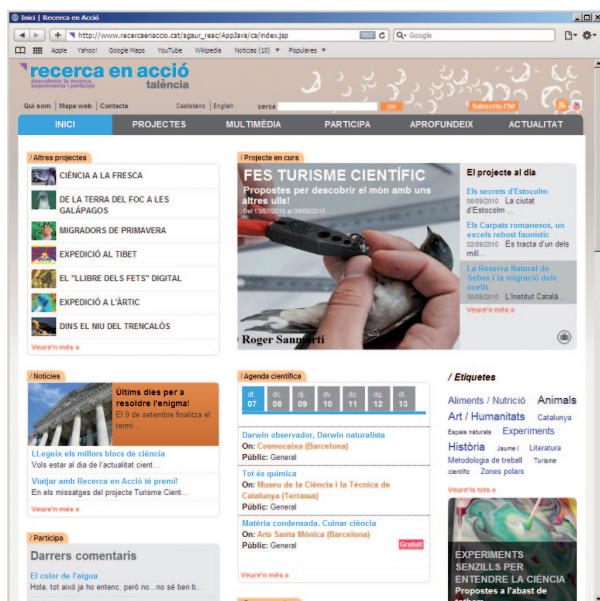 Inici | Recerca en Acció
http://www.recercaenaccio.cat/agaur_reac/AppJava/ca/index.jsp
RSS
Google
Apple Yahoo! Google Maps YouTube Wikipedia Noticias (10) Populares
recerca en acció
descobreix la recerca,
experimenta i participa
talència
Qui som | Mapa web | Contacta
Castellano | English
cerca
Subscriu-t'hi!
INICI
PROJECTES
MULTIMÈDIA
PARTICIPA
APROFUNDEIX
ACTUALITAT
/ Altres projectes
CIÈNCIA A LA FRESCA
DE LA TERRA DEL FOC A LES
GALÁPAGOS
MIGRADORS DE PRIMAVERA
EXPEDICIÓ AL TIBET
EL "LLIBRE DELS FETS" DIGITAL
EXPEDICIÓ A L'ÀRTIC
DINS EL NIU DEL TRENCALÒS
Veure'n més »
/ Projecte en curs
FES TURISME CIENTÍFIC
Propostes per descobrir el món amb uns
altres ulls!
Del 13/07/2010 al 09/09/2010
Roger Sanmartí
El projecte al dia
Els secrets d'Estocolm
06/09/2010 La ciutat
d'Estocolm ...
Els Carpats romanesos, un
excels rebost faunístic
02/09/2010 Es tracta d'un dels
mill...
La Reserva Natural de
Sebes i la migració dels
ocells
30/08/2010 L'Institut Català...
Veure'n més »
/ Notícies
Últims dies per a
resoldre l'enigma!
El 9 de setembre finalitza el
termi...
LLegeix els millors blocs de ciència
Vols estar al dia de l'actualitat cient...
Viatjar amb Recerca en Acció té premi!
En els missatges del projecte Turisme Cient...
Veure'n més »
/ Participa
Darrers comentaris
El color de l'aigua
Hola, tot això ja ho entenc, però no...no sé ben b...
/ Agenda científica
dt. dc. dj. dv. ds. dg. dl.
07 08 09 10 11 12 13
Darwin observador, Darwin naturalista
On: Cosmocaixa (Barcelona)
Públic: General
Tot és química
On: Museu de la Ciència i la Tècnica de
Catalunya (Terrassa)
Públic: General
Matèria condensada. Cuinar ciència
On: Arts Santa Mònica (Barcelona)
Públic: General
Gratuït
Veure'n més »
/ Etiquetes
Aliments / Nutrició Animals
Art / Humanitats Catalunya
Espais naturals Experiments
Història Jaume I Literatura
Metodologia de treball Turisme
científic Zones polars
Veure'ls tots »
EXPERIMENTS
SENZILLS PER
ENTENDRE LA CIÈNCIA
Propostes a l'abast de
tothom